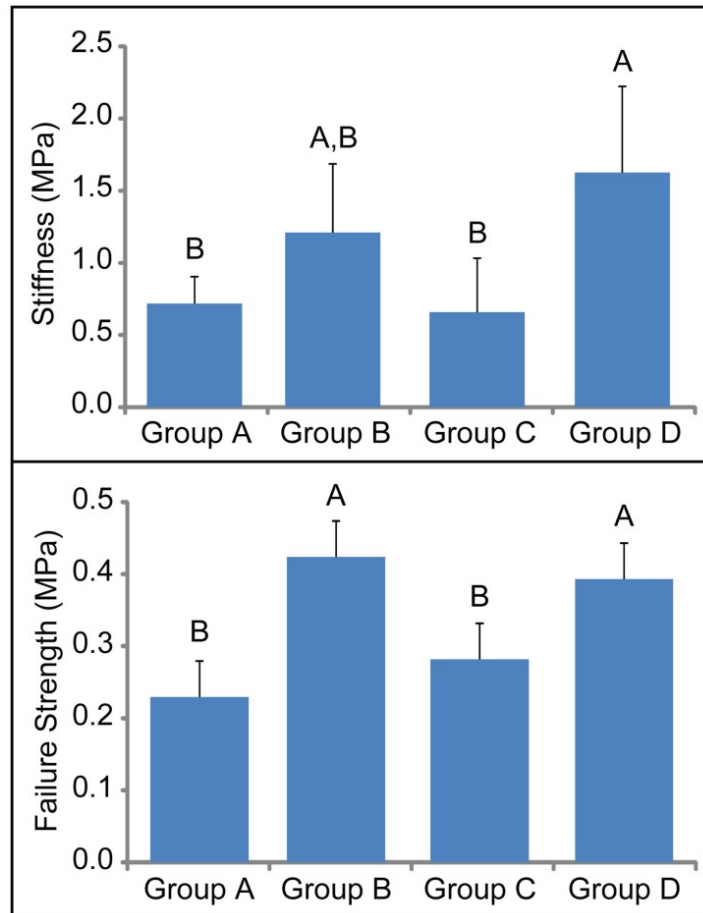 Stiffness (MPa)
2.5
2.0
1.5
1.0
0.5
0.0
B
A,B
B
A
Group A Group B Group C Group D
Failure Strength (MPa)
0.5
0.4
0.3
0.2
0.1
0.0
B
A
B
A
Group A Group B Group C Group D